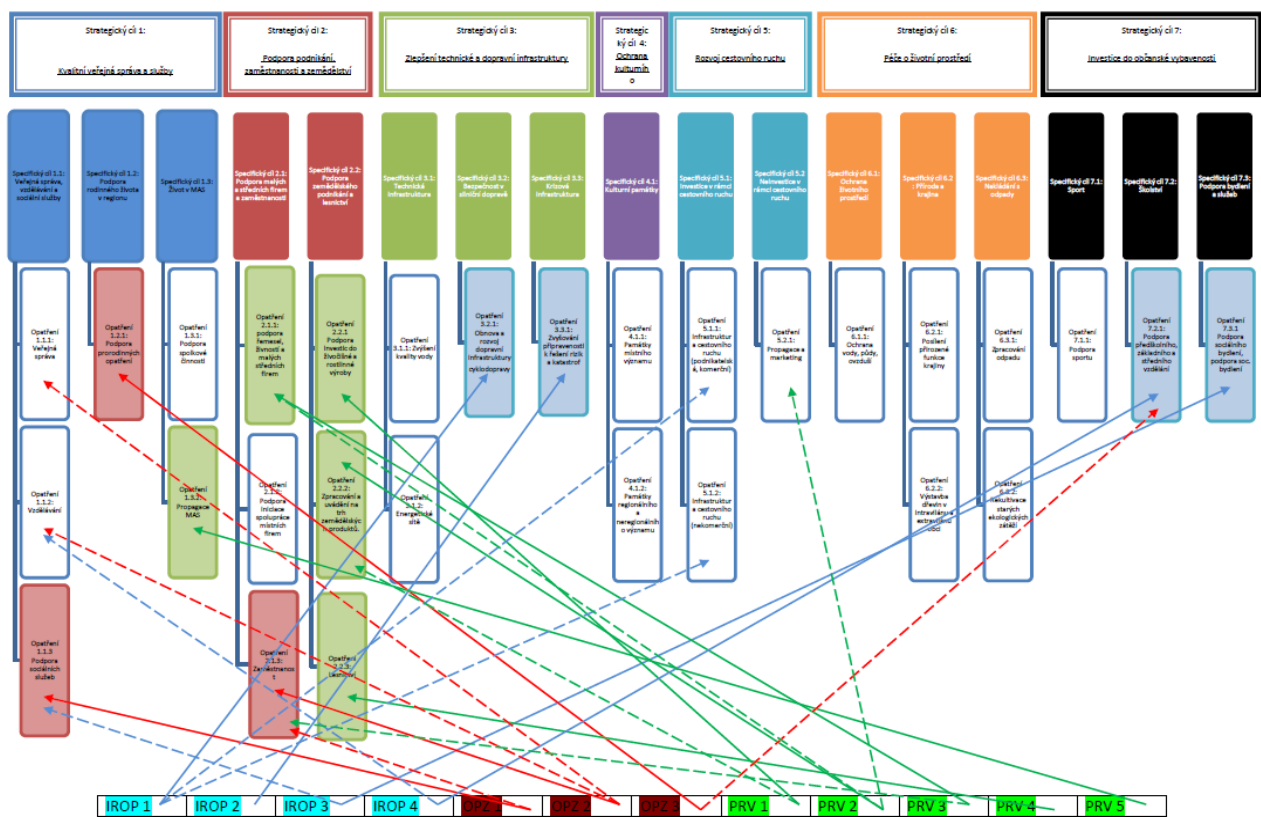 Strategický cíl 1:
Kvalitní veřejná správa a služby
Strategický cíl 2:
Podpora podnikání,
zaměstnanosti a zemědělství
Strategický cíl 3:
Zlepšení technické a dopravní infrastruktury
Strategic
ký cíl 4:
Ochrana
kulturníh
o
Strategický cíl 5:
Rozvoj cestovního ruchu
Strategický cíl 6:
Péče o životní prostředí
Strategický cíl 7:
Investice do občanské vybavenosti
Specifický cíl 1.1:
Veřejná správa,
vzdělávání a
sociální služby
Specifický cíl 1.2:
Podpora
rodinného života
v regionu
Specifický cíl 1.3:
Život v MAS
Specifický cíl 2.1:
Podpora malých
a středních firem
a zaměstnanosti
Specifický cíl 2.2:
Podpora
zemědělského
podnikání a
lesnictví
Specifický cíl 3.1:
Technická
infrastruktura
Specifický cíl 3.2:
Bezpečnost v
silniční dopravě
Specifický cíl 3.3:
Krizová
infrastruktura
Specifický cíl 4.1:
Kulturní památky
Specifický cíl 5.1:
Investice v rámci
cestovního ruchu
Specifický cíl 5.2
Neinvestice v
rámci cestovního
ruchu
Specifický cíl 6.1:
Ochrana
životního
prostředí
Specifický cíl 6.2
: Příroda a
krajina
Specifický cíl 6.3:
Nakládání s
odpady
Specifický cíl 7.1:
Sport
Specifický cíl 7.2:
Školství
Specifický cíl 7.3:
Podpora bydlení
a služeb
Opatření
1.1.1:
Veřejná
správa
Opatření
1.2.1:
Podpora
prorodinných
opatření
Opatření
1.3.1:
Podpora
spolkové
činnosti
Opatření
2.1.1:
podpora
řemesel,
živností a
malých
středních
firem
Opatření
2.2.1
Podpora
investic do
živočišné a
rostlinné
výroby
Opatření
3.1.1: Zvýšení
kvality vody
Opatření
3.2.1:
Obnova a
rozvoj
dopravní
infrastruktury
cyklodopravy
Opatření
3.3.1:
Zvyšování
připravenosti
k řešení rizik
a katastrof
Opatření
4.1.1:
Památky
místního
významu
Opatření
5.1.1:
Infrastruktur
a cestovního
ruchu
(podnikatelsk
é, komerční)
Opatření
5.2.1:
Propagace a
marketing
Opatření
6.1.1:
Ochrana
vody, půdy,
ovzduší
Opatření
6.2.1:
Posílení
přirozené
funkce
krajiny
Opatření
6.3.1:
Zpracování
odpadu
Opatření
7.1.1:
Podpora
sportu
Opatření
7.2.1:
Podpora
předškolního,
základního a
středního
vzdělání
Opatření
7.3.1
Podpora
sociálního
bydlení,
podpora soc.
bydlení
Opatření
1.1.2:
Vzdělávání
Opatření
1.3.2:
Propagace
MAS
Opatření
2.1.2:
Podpora
iniciace
spolupráce
místních
firem
Opatření
2.2.2:
Zpracování a
uvádění na
trh
zemědělskýc
h produktů.
Opatření
3.1.2:
Energetické
sítě
Opatření
4.1.2:
Památky
regionálního a
neregionálníh
o významu
Opatření
5.1.2:
Infrastruktur
a cestovního
ruchu
(nekomerční)
Opatření
6.2.2:
Výstavba
dřevin v
intravilánu a
extravilánu
obcí
Opatření
6.3.2:
Rekultivace
starých
ekologických
zátěží
Opatření
1.1.3
Podpora
sociálních
služeb
Opatření
2.1.3:
Zaměstnanos
t
Opatření
2.2.3:
Lesnictví
IROP 1 IROP 2 IROP 3 IROP 4 OPZ 1 OPZ 2 OPZ 3 PRV 1 PRV 2 PRV 3 PRV 4 PRV 5